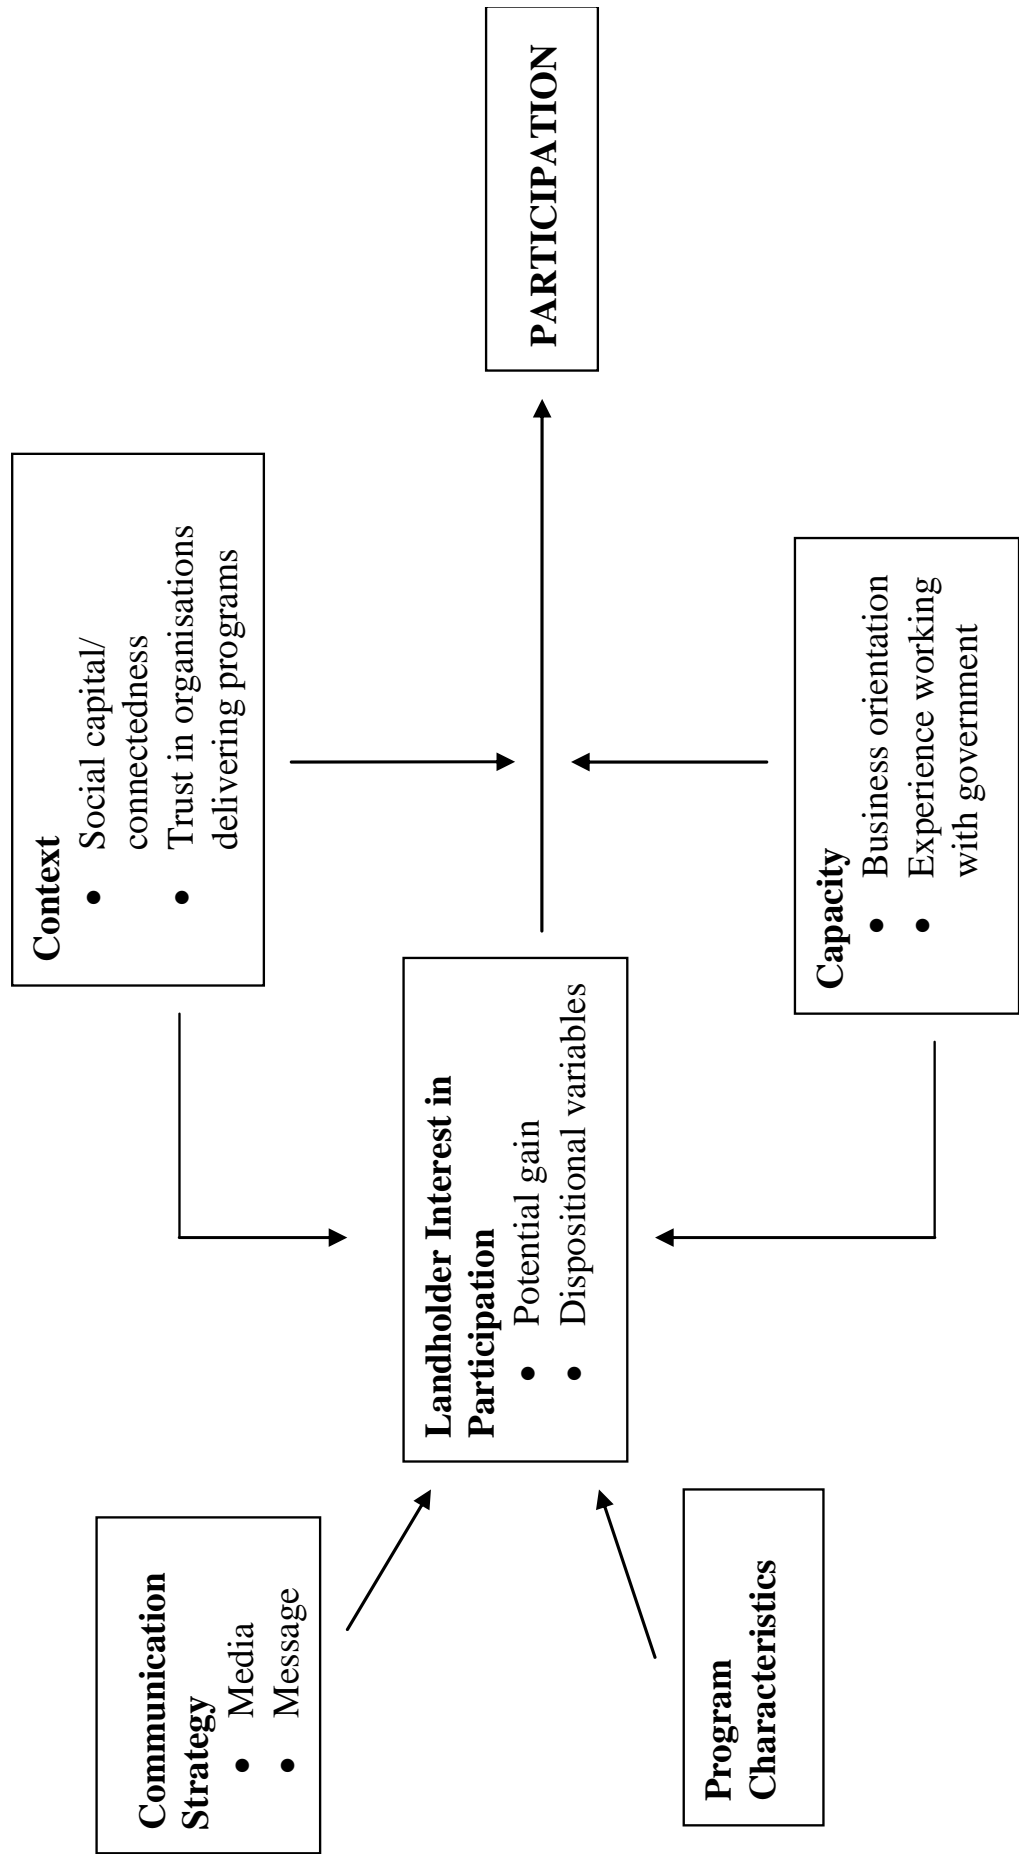 Communication
Strategy
• Media
• Message
Program
Characteristics
Landholder Interest in
Participation
• Potential gain
• Dispositional variables
Context
• Social capital/
connectedness
• Trust in organisations
delivering programs
Capacity
• Business orientation
• Experience working
with government
PARTICIPATION